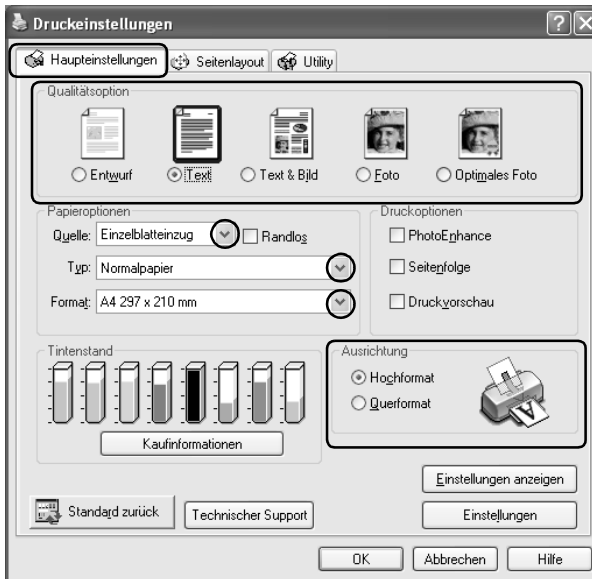 Druckeinstellungen
Haupteinstellungen Seitenlayout Utility
Qualitätsoption
Entwurf Text Text & Bild Foto Optimales Foto
Papieroptionen
Quelle: Einzelblatteinzug Randlos
Typ: Normalpapier
Format: A4 297 x 210 mm
Druckoptionen
PhotoEnhance
Seitenfolge
Druckvorschau
Tintenstand
Kaufinformationen
Ausrichtung
Hochformat
Querformat
Einstellungen anzeigen
Standard zurück Technischer Support Einstellungen
OK Abbrechen Hilfe